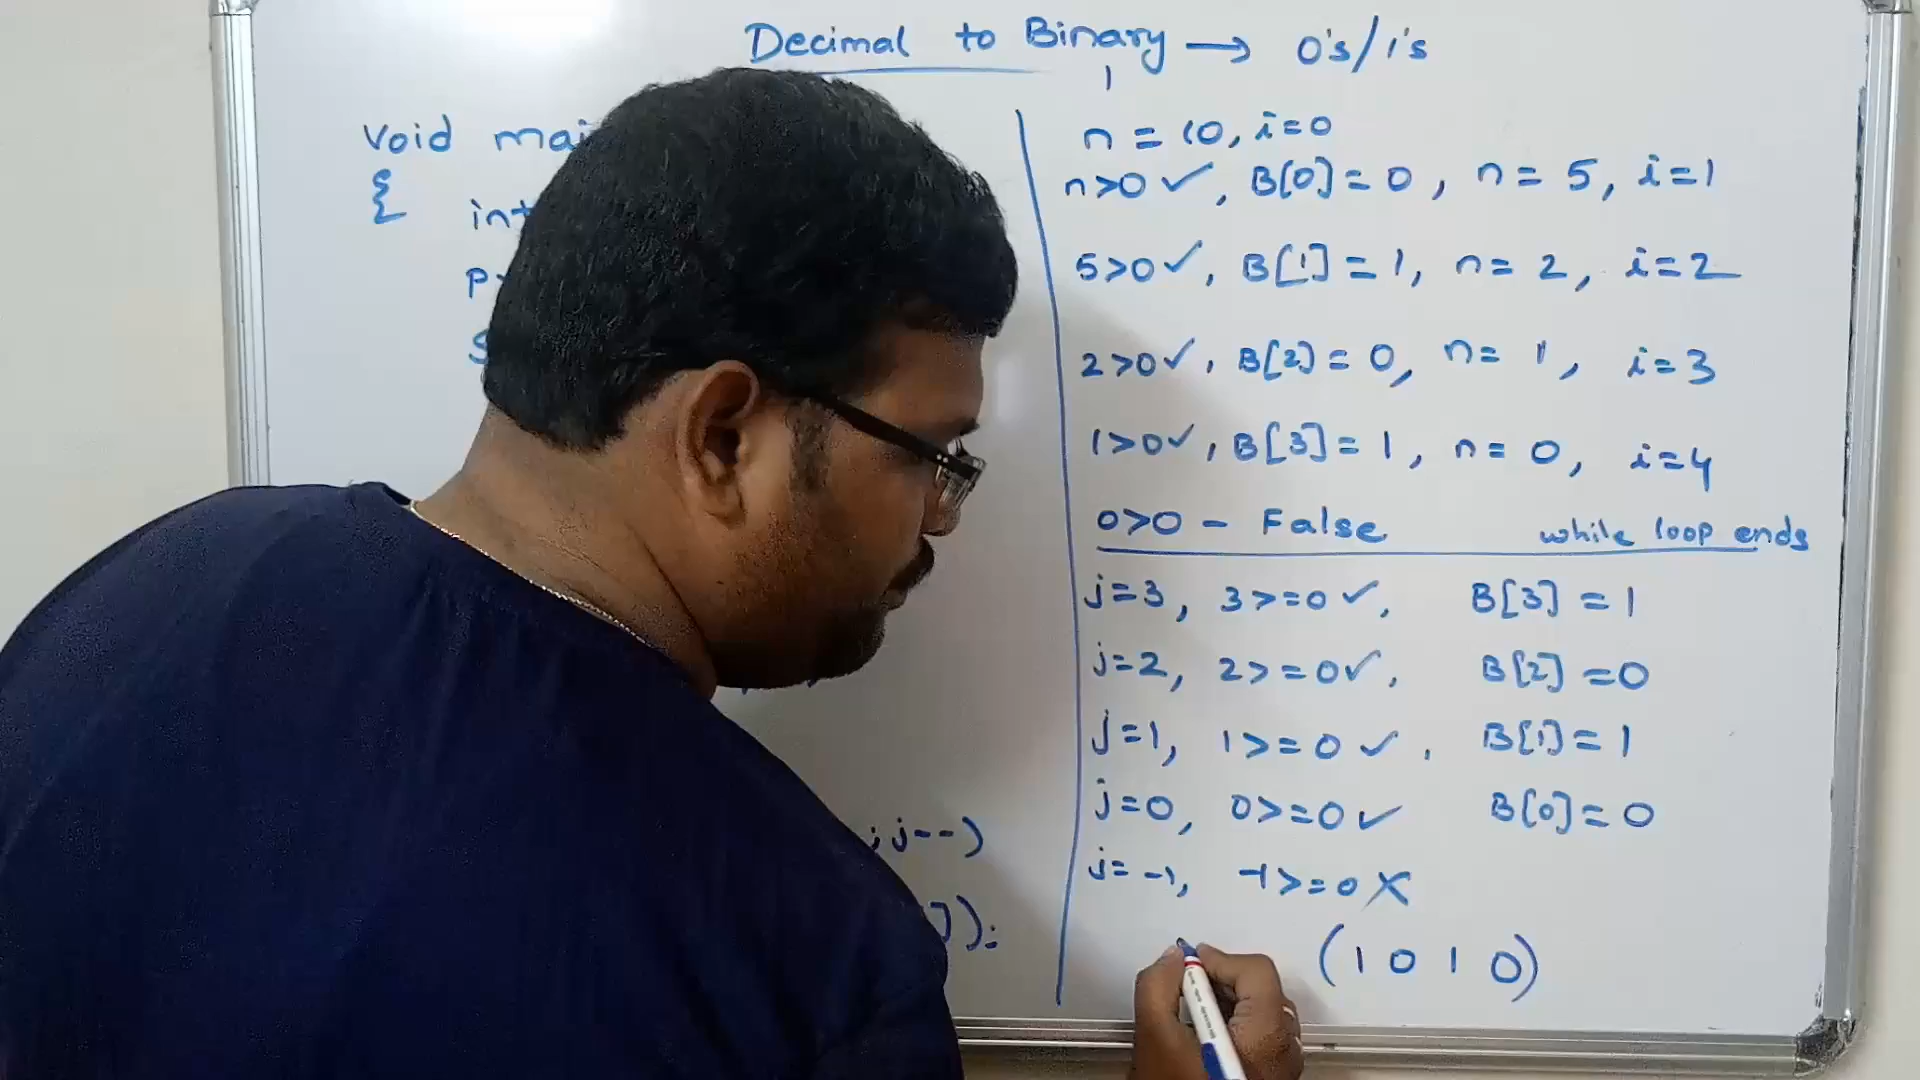 Decimal to Binary → 0's/1's
void
{
n = 10, i=0
n>0 ✓, B[0] = 0, n = 5, i=1
5>0 ✓, B[1] = 1, n = 2, i=2
2>0 ✓, B[2] = 0, n = 1, i=3
1>0 ✓, B[3] = 1, n = 0, i=4
0>0 - False while loop ends
j=3, 3>=0 ✓, B[3] = 1
j=2, 2>=0 ✓, B[2] = 0
j=1, 1>=0 ✓, B[1] = 1
j=0, 0>=0 ✓ B[0] = 0
; j--)
j=-1, -1>=0 X
]);
(1 0 1 0)